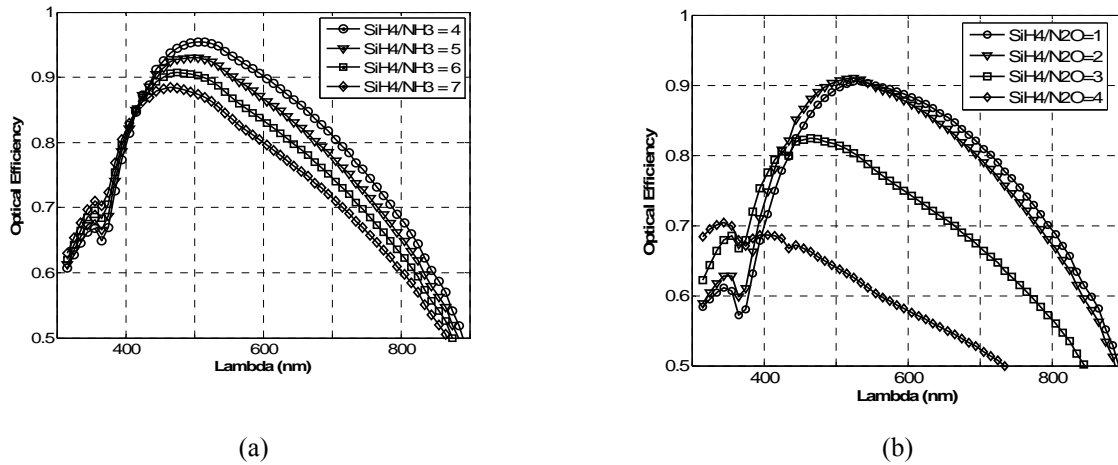 1
0.9
0.8
0.7
0.6
0.5
400
600
800
Optical Efficiency
Lambda (nm)
SiH4/NH3 = 4
SiH4/NH3 = 5
SiH4/NH3 = 6
SiH4/NH3 = 7
(a)
1
0.9
0.8
0.7
0.6
0.5
400
600
800
Optical Efficiency
Lambda (nm)
SiH4/N2O=1
SiH4/N2O=2
SiH4/N2O=3
SiH4/N2O=4
(b)